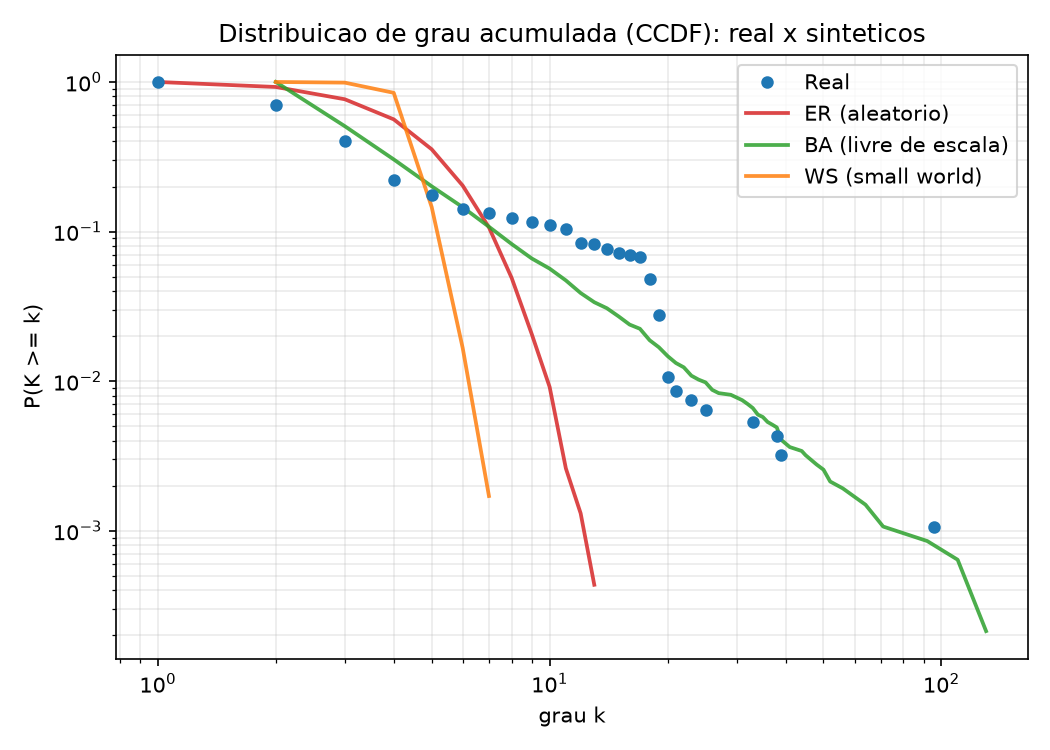 Distribuicao de grau acumulada (CCDF): real x sinteticos
Real
ER (aleatorio)
BA (livre de escala)
WS (small world)
P(K >= k)
10^0
10^-1
10^-2
10^-3
10^0
10^1
10^2
grau k